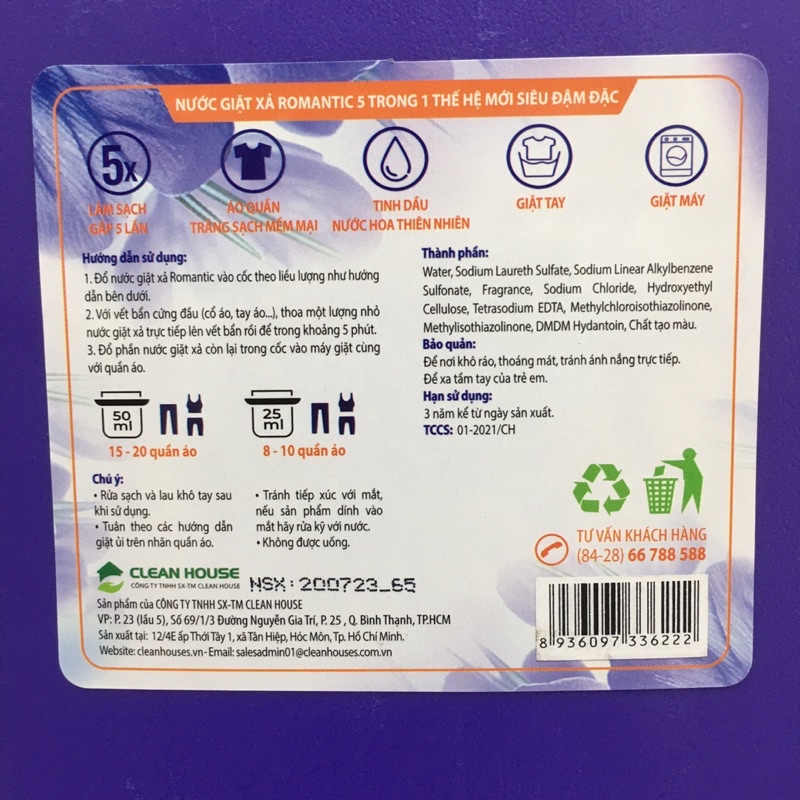 NƯỚC GIẶT XẢ ROMANTIC 5 TRONG 1 THẾ HỆ MỚI SIÊU ĐẬM ĐẶC
5x
LÀM SẠCH
GẤP 5 LẦN
ÁO QUẦN
TRẮNG SẠCH MỀM MẠI
TINH DẦU
NƯỚC HOA THIÊN NHIÊN
GIẶT TAY
GIẶT MÁY
Hướng dẫn sử dụng:
1. Đổ nước giặt xả Romantic vào cốc theo liều lượng như hướng
dẫn bên dưới.
2. Với vết bẩn cứng đầu (cổ áo, tay áo...), thoa một lượng nhỏ
nước giặt xả trực tiếp lên vết bẩn rồi để trong khoảng 5 phút.
3. Đổ phần nước giặt xả còn lại trong cốc vào máy giặt cùng
với quần áo.
50
ml
15 - 20 quần áo
25
ml
8 - 10 quần áo
Chú ý:
• Rửa sạch và lau khô tay sau
khi sử dụng.
• Tuân theo các hướng dẫn
giặt ủi trên nhãn quần áo.
• Tránh tiếp xúc với mắt,
nếu sản phẩm dính vào
mắt hãy rửa kỹ với nước.
• Không được uống.
Thành phần:
Water, Sodium Laureth Sulfate, Sodium Linear Alkylbenzene
Sulfonate, Fragrance, Sodium Chloride, Hydroxyethyl
Cellulose, Tetrasodium EDTA, Methylchloroisothiazolinone,
Methylisothiazolinone, DMDM Hydantoin, Chất tạo màu.
Bảo quản:
Để nơi khô ráo, thoáng mát, tránh ánh nắng trực tiếp.
Để xa tầm tay của trẻ em.
Hạn sử dụng:
3 năm kể từ ngày sản xuất.
TCCS: 01-2021/CH
TƯ VẤN KHÁCH HÀNG
(84-28) 66 788 588
CLEAN HOUSE
CÔNG TY TNHH SX-TM CLEAN HOUSE
NSX: 200723_65
Sản phẩm của CÔNG TY TNHH SX-TM CLEAN HOUSE
VP: P. 23 (lầu 5), Số 69/1/3 Đường Nguyễn Gia Trí, P. 25 , Q. Bình Thạnh, TP.HCM
Sản xuất tại: 12/4E ấp Thới Tây 1, xã Tân Hiệp, Hóc Môn, Tp. Hồ Chí Minh.
Website: cleanhouses.vn- Email: salesadmin01@cleanhouses.com.vn
8 936097 336222